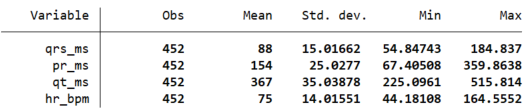 Variable Obs Mean Std. dev. Min Max
qrs_ms 452 88 15.01662 54.84743 184.837
pr_ms 452 154 25.0277 67.40508 359.8638
qt_ms 452 367 35.03878 225.0961 515.814
hr_bpm 452 75 14.01551 44.18108 164.5552